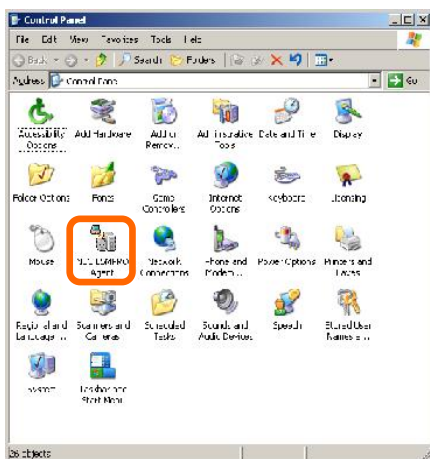 Control Panel
File Edit View Favorites Tools Help
Back Search Folders
Address Control Panel Go
Accessibility Options
Add Hardware
Add or Remov...
Administrative Tools
Date and Time
Display
Folder Options
Fonts
Game Controllers
Internet Options
Keyboard
Licensing
Mouse
NEC ESMPRO Agent
Network Connections
Phone and Modem ...
Power Options
Printers and Faxes
Regional and Language ...
Scanners and Cameras
Scheduled Tasks
Sounds and Audio Devices
Speech
Stored User Names a...
System
Taskbar and Start Menu
26 objects